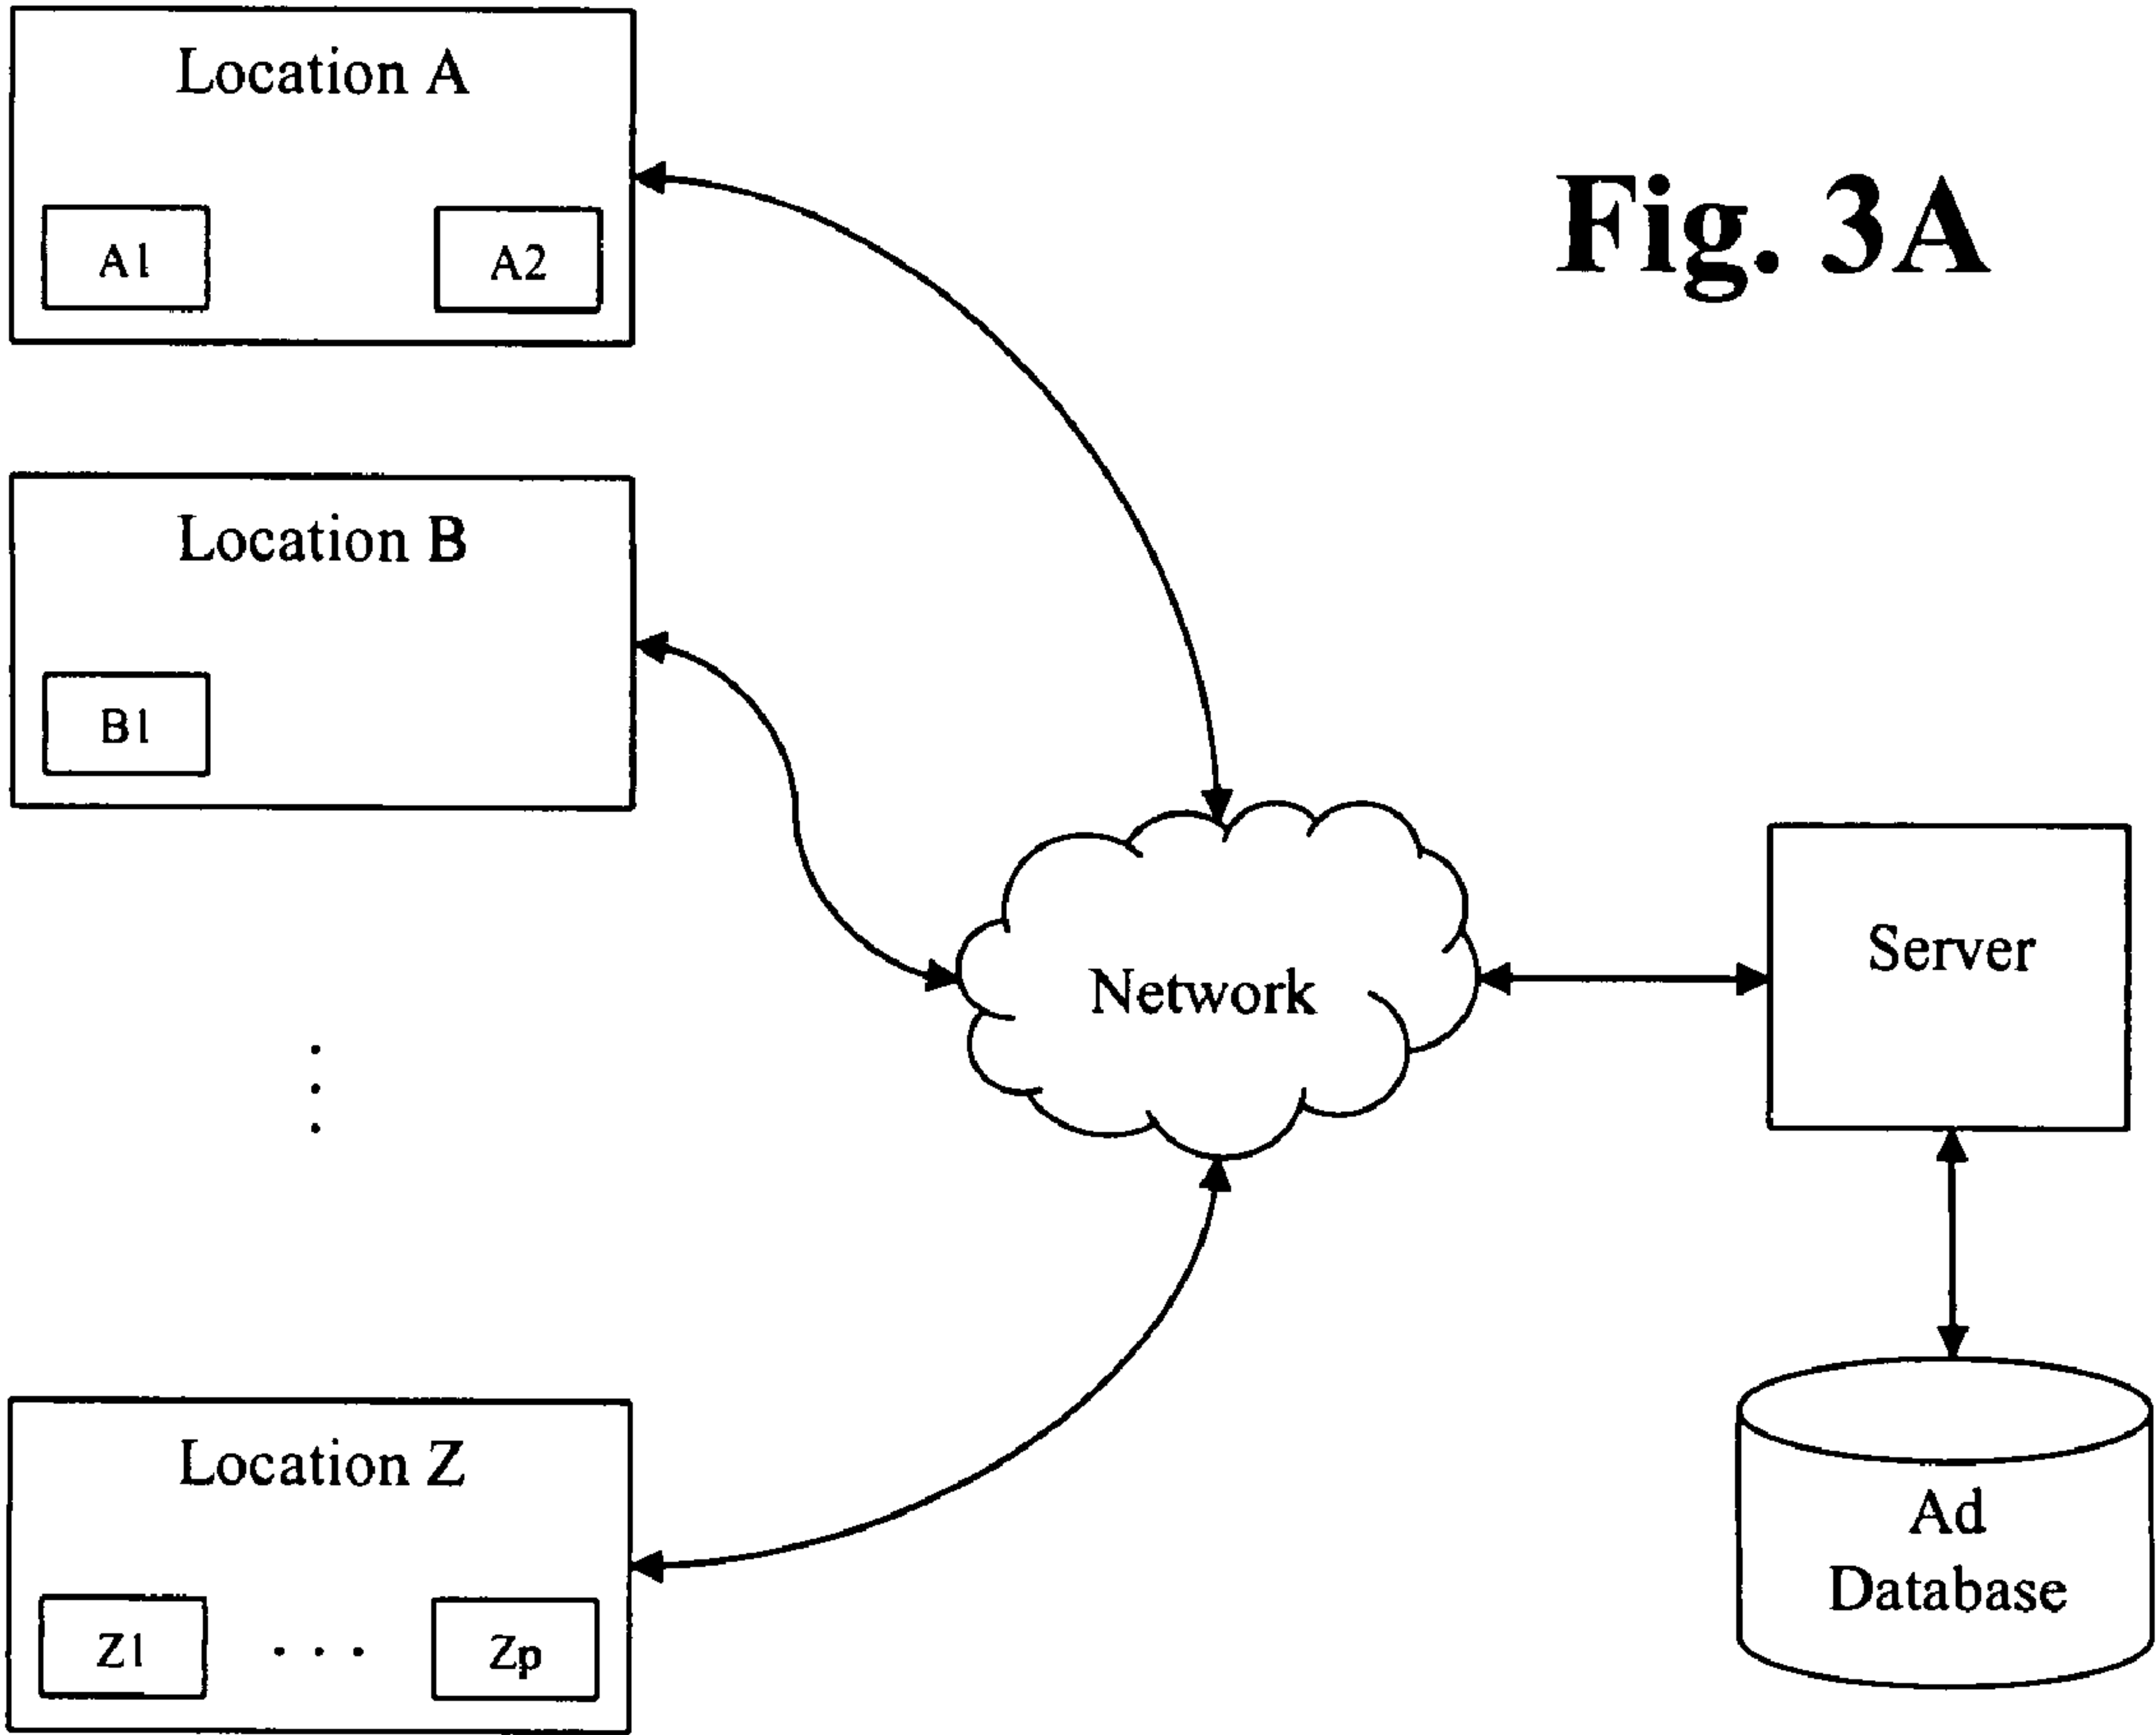 Location A
A1
A2
Fig. 3A
Location B
B1
Network
Server
Location Z
Z1
. . .
Zp
Ad
Database